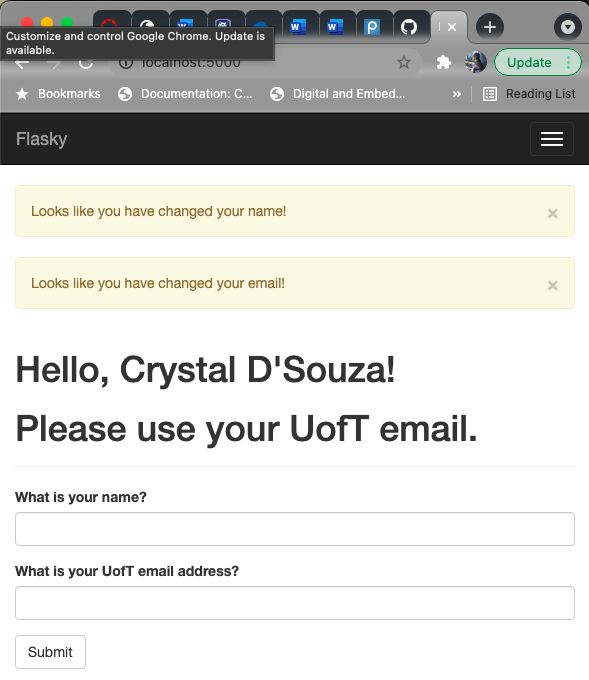 Customize and control Google Chrome. Update is
available.
localhost:5000
Update
Bookmarks
Documentation: C...
Digital and Embed...
»
Reading List
Flasky
Looks like you have changed your name!
×
Looks like you have changed your email!
×
Hello, Crystal D'Souza!
Please use your UofT email.
What is your name?
What is your UofT email address?
Submit